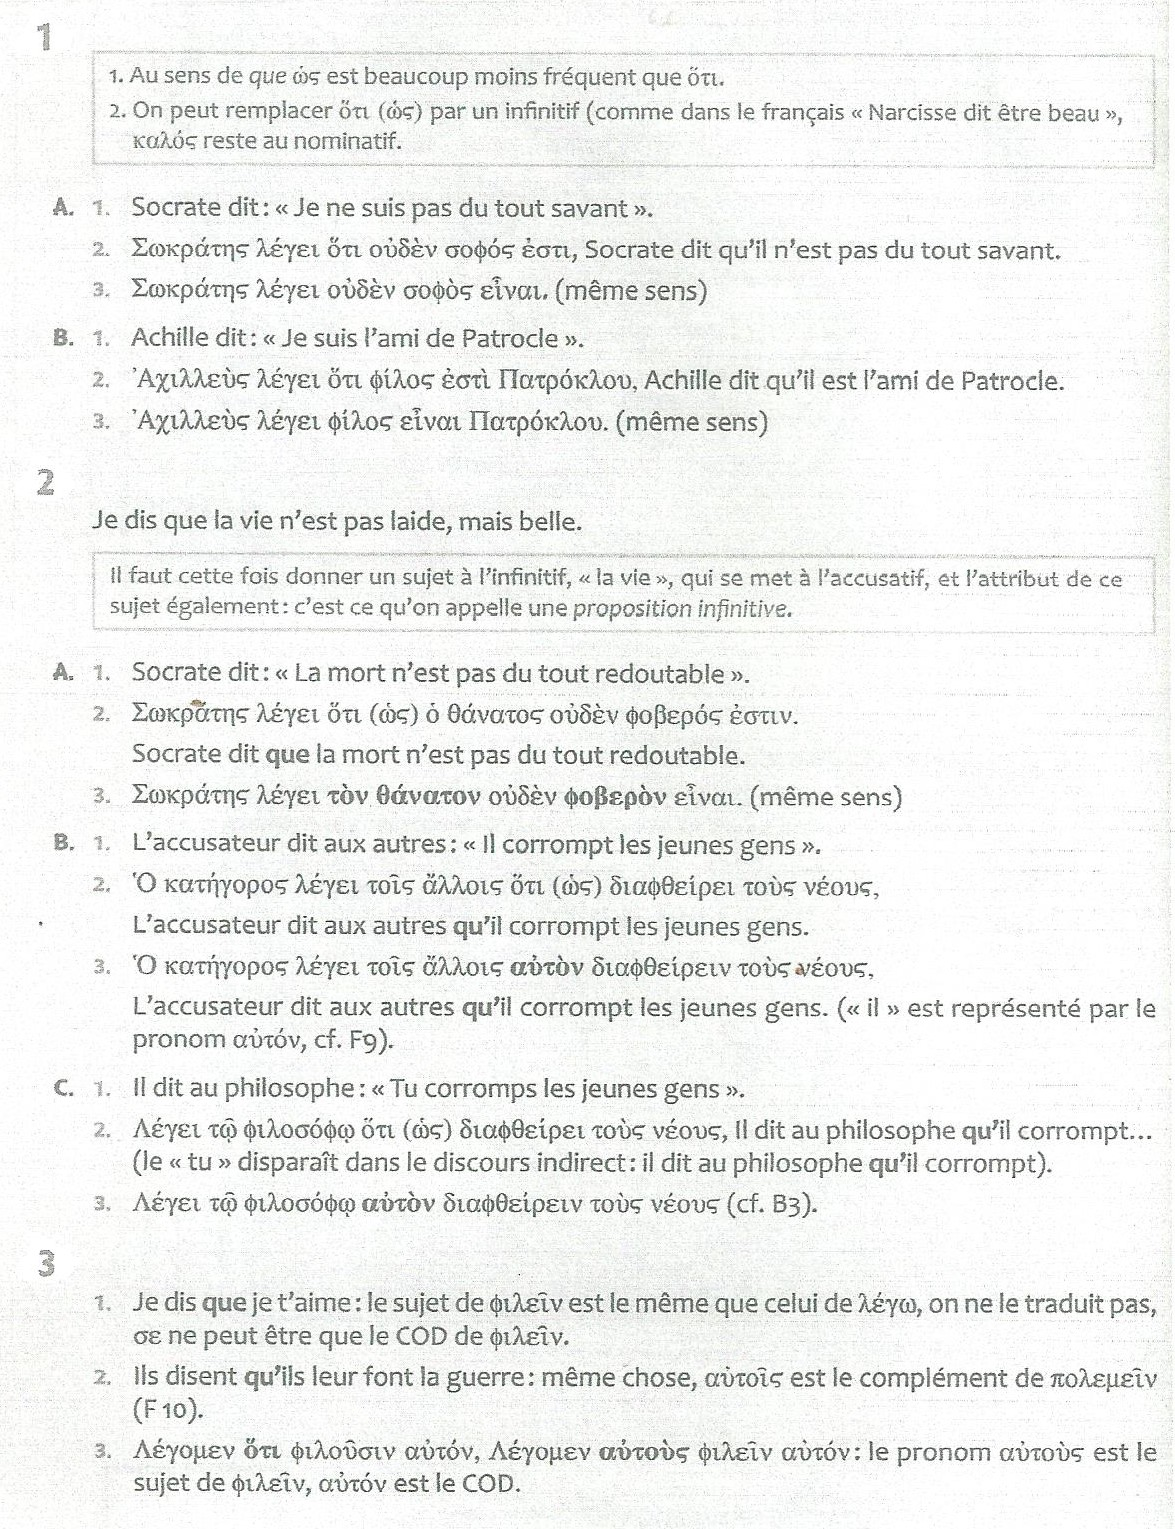 1
1. Au sens de que ὡς est beaucoup moins fréquent que ὅτι.
2. On peut remplacer ὅτι (ὡς) par un infinitif (comme dans le français « Narcisse dit être beau »,
καλός reste au nominatif.
A. 1. Socrate dit : « Je ne suis pas du tout savant ».
2. Σωκράτης λέγει ὅτι οὐδὲν σοφός ἐστι, Socrate dit qu’il n’est pas du tout savant.
3. Σωκράτης λέγει οὐδὲν σοφὸς εἶναι. (même sens)
B. 1. Achille dit : « Je suis l’ami de Patrocle ».
2. Ἀχιλλεὺς λέγει ὅτι φίλος ἐστὶ Πατρόκλου, Achille dit qu’il est l’ami de Patrocle.
3. Ἀχιλλεὺς λέγει φίλος εἶναι Πατρόκλου. (même sens)
2
Je dis que la vie n’est pas laide, mais belle.
Il faut cette fois donner un sujet à l’infinitif, « la vie », qui se met à l’accusatif, et l’attribut de ce
sujet également : c’est ce qu’on appelle une proposition infinitive.
A. 1. Socrate dit : « La mort n’est pas du tout redoutable ».
2. Σωκράτης λέγει ὅτι (ὡς) ὁ θάνατος οὐδὲν φοβερός ἐστιν.
Socrate dit que la mort n’est pas du tout redoutable.
3. Σωκράτης λέγει τὸν θάνατον οὐδὲν φοβερὸν εἶναι. (même sens)
B. 1. L’accusateur dit aux autres : « Il corrompt les jeunes gens ».
2. Ὁ κατήγορος λέγει τοῖς ἄλλοις ὅτι (ὡς) διαφθείρει τοὺς νέους,
L’accusateur dit aux autres qu’il corrompt les jeunes gens.
3. Ὁ κατήγορος λέγει τοῖς ἄλλοις αὐτὸν διαφθείρειν τοὺς νέους,
L’accusateur dit aux autres qu’il corrompt les jeunes gens. (« il » est représenté par le
pronom αὐτόν, cf. F9).
C. 1. Il dit au philosophe : « Tu corromps les jeunes gens ».
2. Λέγει τῷ φιλοσόφῳ ὅτι (ὡς) διαφθείρει τοὺς νέους, Il dit au philosophe qu’il corrompt...
(le « tu » disparaît dans le discours indirect : il dit au philosophe qu’il corrompt).
3. Λέγει τῷ φιλοσόφῳ αὐτὸν διαφθείρειν τοὺς νέους (cf. B3).
3
1. Je dis que je t’aime : le sujet de φιλεῖν est le même que celui de λέγω, on ne le traduit pas,
σε ne peut être que le COD de φιλεῖν.
2. Ils disent qu’ils leur font la guerre : même chose, αὐτοῖς est le complément de πολεμεῖν
(F 10).
3. Λέγομεν ὅτι φιλοῦσιν αὐτόν, Λέγομεν αὐτοὺς φιλεῖν αὐτόν : le pronom αὐτοὺς est le
sujet de φιλεῖν, αὐτόν est le COD.